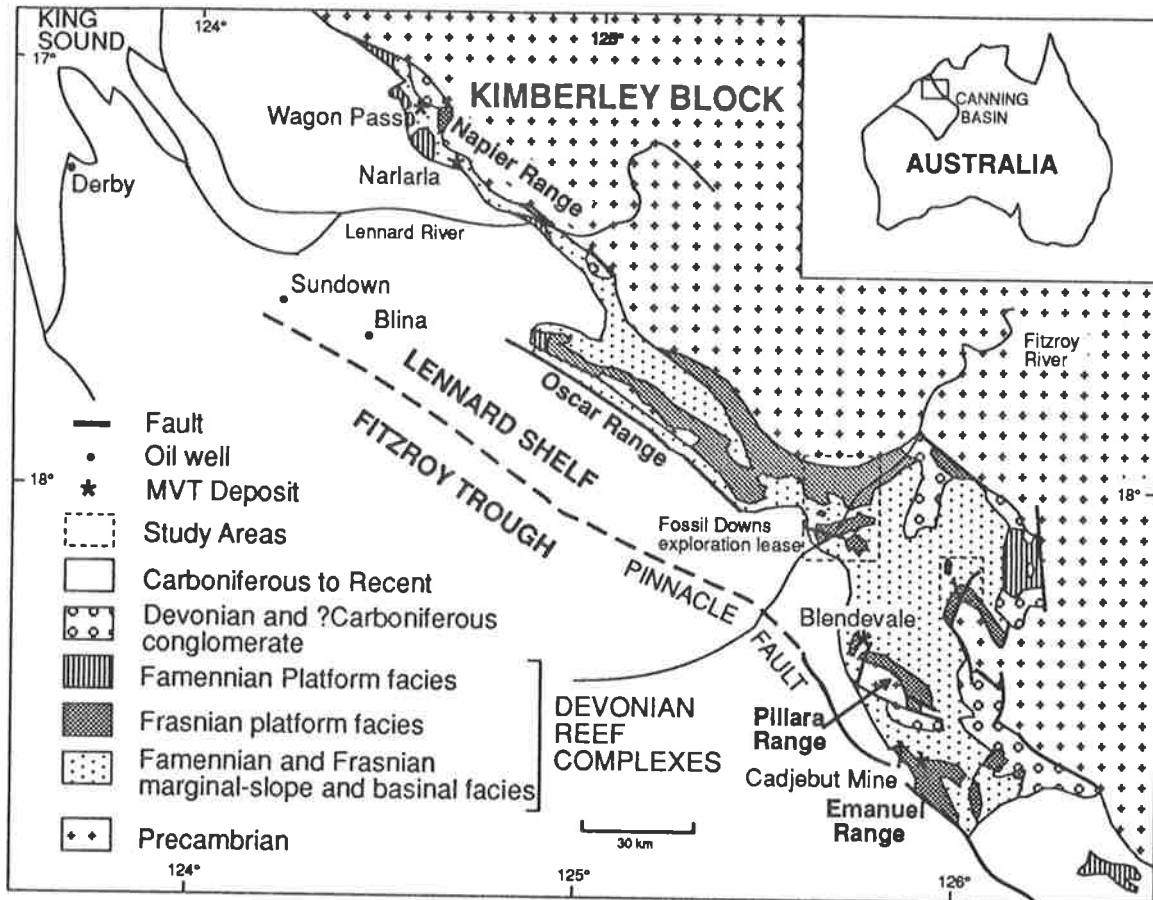 KING
SOUND
124°
125°
17°
KIMBERLEY BLOCK
CANNING
BASIN
AUSTRALIA
Wagon Pass
Napier Range
Narlarla
Derby
Lennard River
Sundown
Blina
Fitzroy
River
LENNARD SHELF
Oscar Range
FITZROY TROUGH
18°
18°
Fossil Downs
exploration lease
PINNACLE
FAULT
Blendevale
Pillara
Range
Cadjebut Mine
Emanuel
Range
Fault
Oil well
MVT Deposit
Study Areas
Carboniferous to Recent
Devonian and ?Carboniferous
conglomerate
Famennian Platform facies
Frasnian platform facies
Famennian and Frasnian
marginal-slope and basinal facies
Precambrian
DEVONIAN
REEF
COMPLEXES
30 km
124°
125°
126°